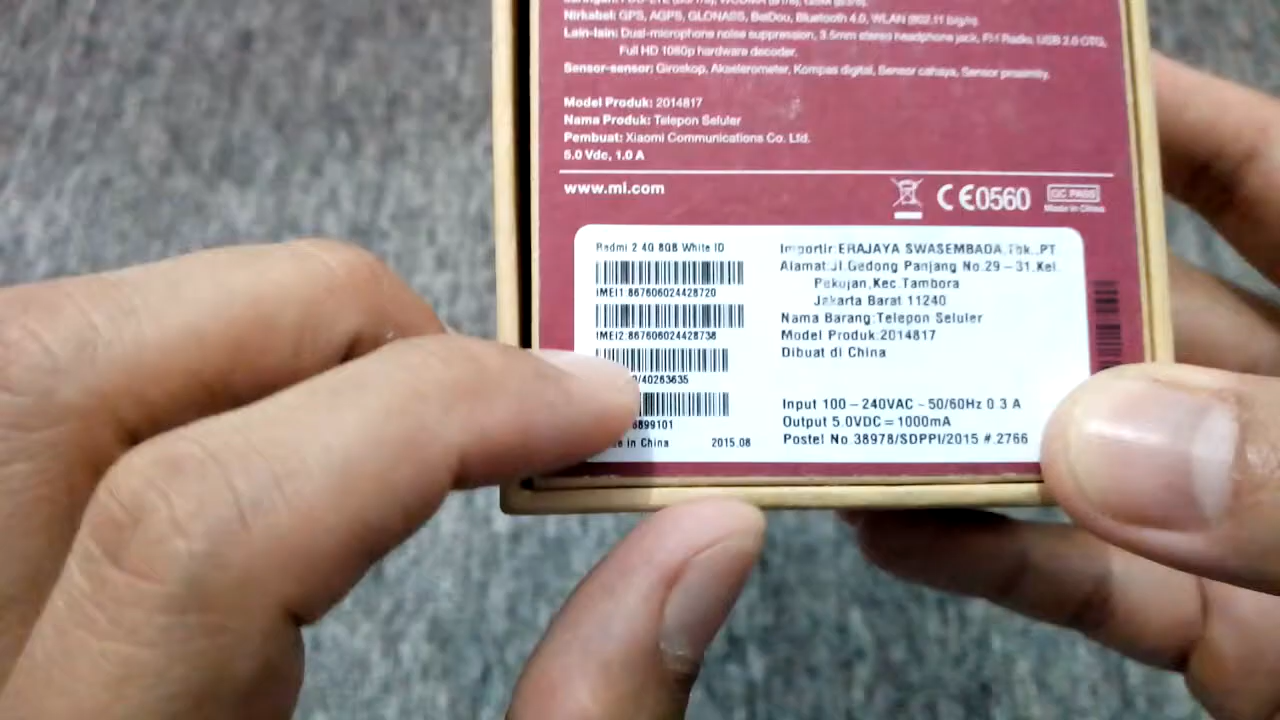 Nirkabel: GPS, AGPS, GLONASS, BeiDou, Bluetooth 4.0, WLAN (802.11 b/g/n)
Lain-lain: Dual-microphone noise suppression, 3.5mm stereo headphone jack, FM Radio, USB 2.0 OTG,
Full HD 1080p hardware decoder.
Sensor-sensor: Giroskop, Akselerometer, Kompas digital, Sensor cahaya, Sensor proximity.
Model Produk: 2014817
Nama Produk: Telepon Seluler
Pembuat: Xiaomi Communications Co. Ltd.
5.0 Vdc, 1.0 A
www.mi.com
CE0560
QC PASS
Made in China
Redmi 2 4G 8GB White ID
IMEI1:867606024428720
IMEI2:867606024428738
/40263635
899101
in China 2015.08
Importir:ERAJAYA SWASEMBADA.Tbk.,PT
Alamat:Jl.Gedong Panjang No.29-31.Kel.
Pekojan,Kec.Tambora
Jakarta Barat 11240
Nama Barang:Telepon Seluler
Model Produk:2014817
Dibuat di China
Input 100-240VAC ~50/60Hz 0.3 A
Output 5.0VDC=1000mA
Postel No.38978/SDPPI/2015 #.2766